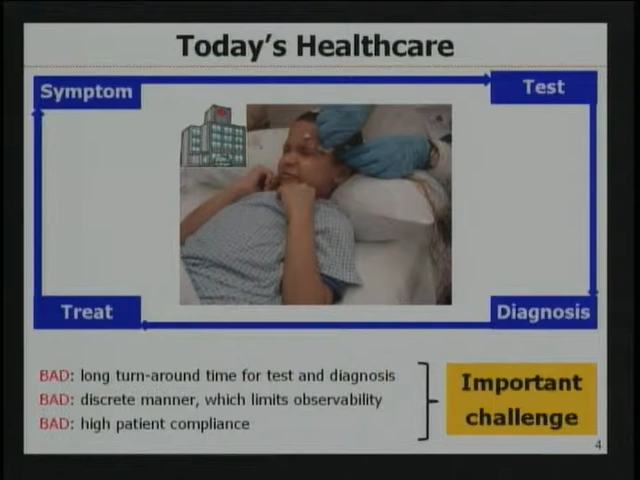 Today's Healthcare
Symptom
Test
Treat
Diagnosis
BAD: long turn-around time for test and diagnosis
BAD: discrete manner, which limits observability
BAD: high patient compliance
Important
challenge
4